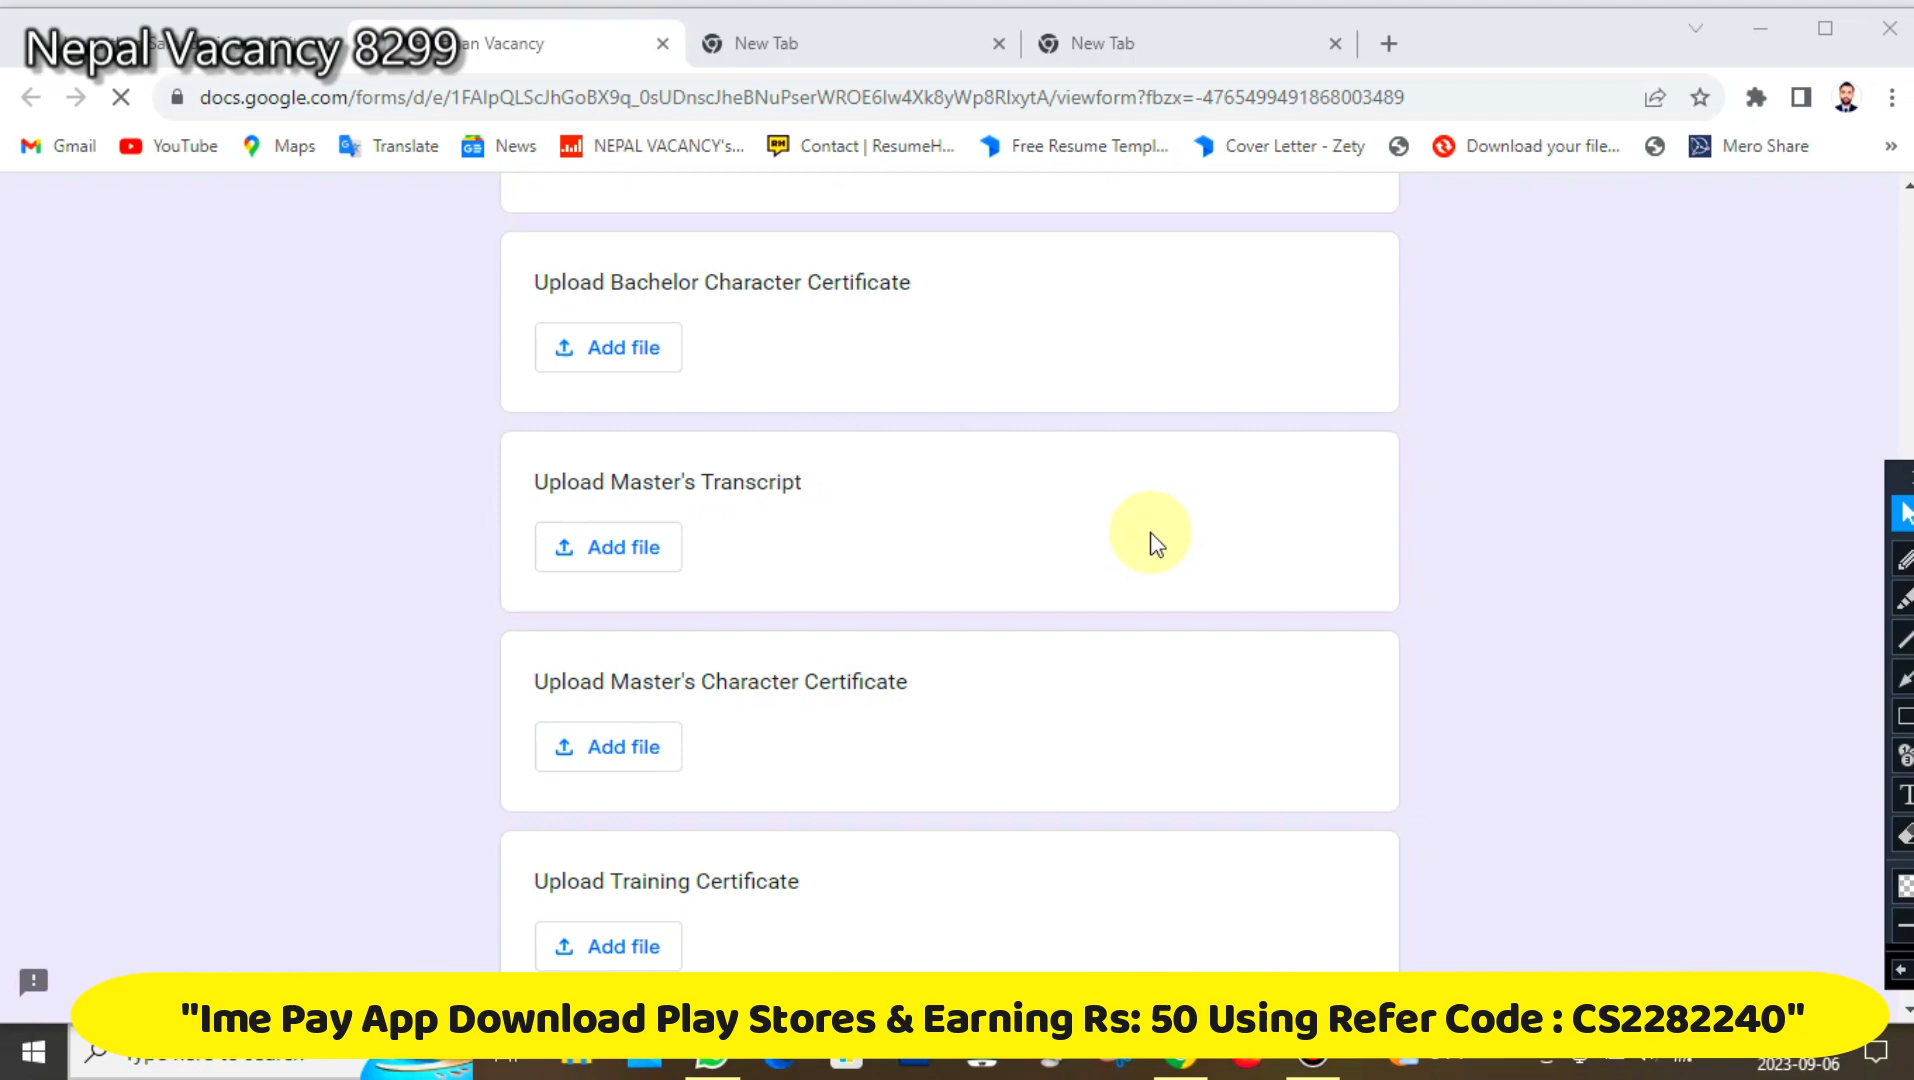 Nepal Vacancy 8299
an Vacancy
New Tab
New Tab
docs.google.com/forms/d/e/1FAIpQLScJhGoBX9q_0sUDnscJheBNuPserWROE6Iw4Xk8yWp8RIxytA/viewform?fbzx=-4765499491868003489
Gmail
YouTube
Maps
Translate
News
NEPAL VACANCY's...
Contact | ResumeH...
Free Resume Templ...
Cover Letter - Zety
Download your file...
Mero Share
Upload Bachelor Character Certificate
Add file
Upload Master's Transcript
Add file
Upload Master's Character Certificate
Add file
Upload Training Certificate
Add file
"Ime Pay App Download Play Stores & Earning Rs: 50 Using Refer Code : CS2282240"
2023-09-06